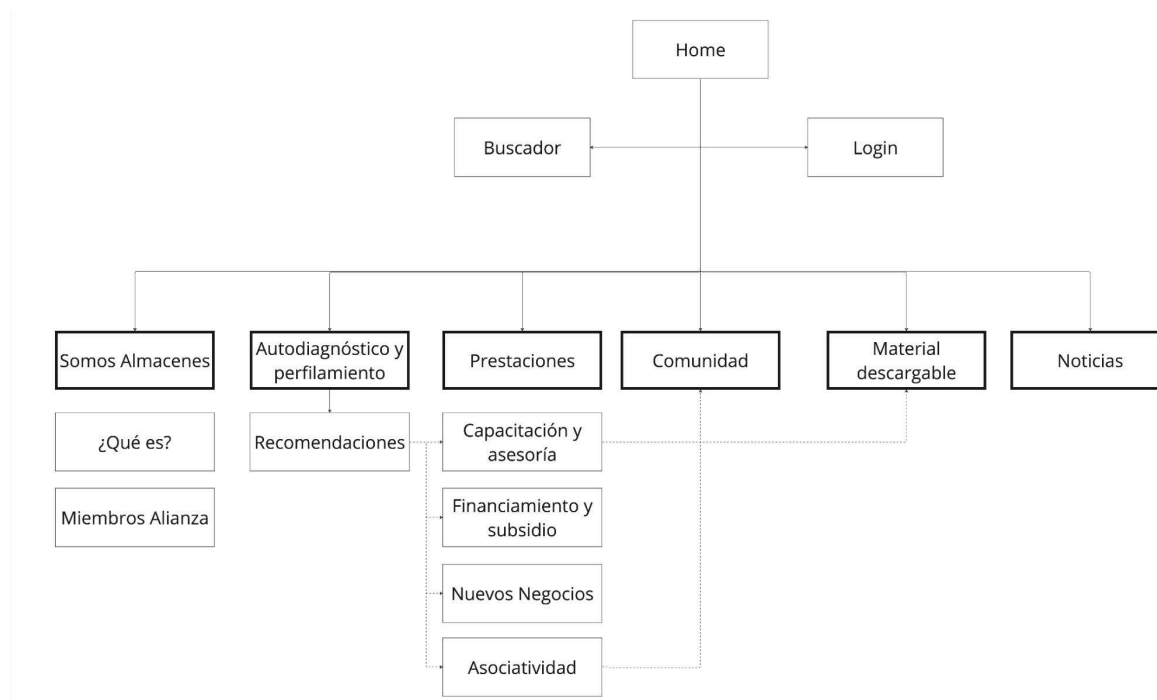 Home
Buscador
Login
Somos Almacenes
Autodiagnóstico y
perfilamiento
Prestaciones
Comunidad
Material
descargable
Noticias
¿Qué es?
Recomendaciones
Capacitación y
asesoría
Miembros Alianza
Financiamiento y
subsidio
Nuevos Negocios
Asociatividad